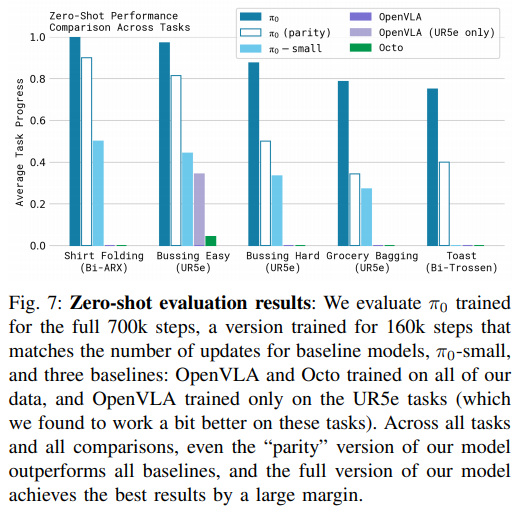 Zero-Shot Performance
Comparison Across Tasks
π₀
π₀ (parity)
π₀ — small
OpenVLA
OpenVLA (UR5e only)
Octo
Average Task Progress
1.0
0.8
0.6
0.4
0.2
0.0
Shirt Folding
(Bi-ARX)
Bussing Easy
(UR5e)
Bussing Hard
(UR5e)
Grocery Bagging
(UR5e)
Toast
(Bi-Trossen)
Fig. 7: Zero-shot evaluation results: We evaluate π₀ trained
for the full 700k steps, a version trained for 160k steps that
matches the number of updates for baseline models, π₀-small,
and three baselines: OpenVLA and Octo trained on all of our
data, and OpenVLA trained only on the UR5e tasks (which
we found to work a bit better on these tasks). Across all tasks
and all comparisons, even the “parity” version of our model
outperforms all baselines, and the full version of our model
achieves the best results by a large margin.